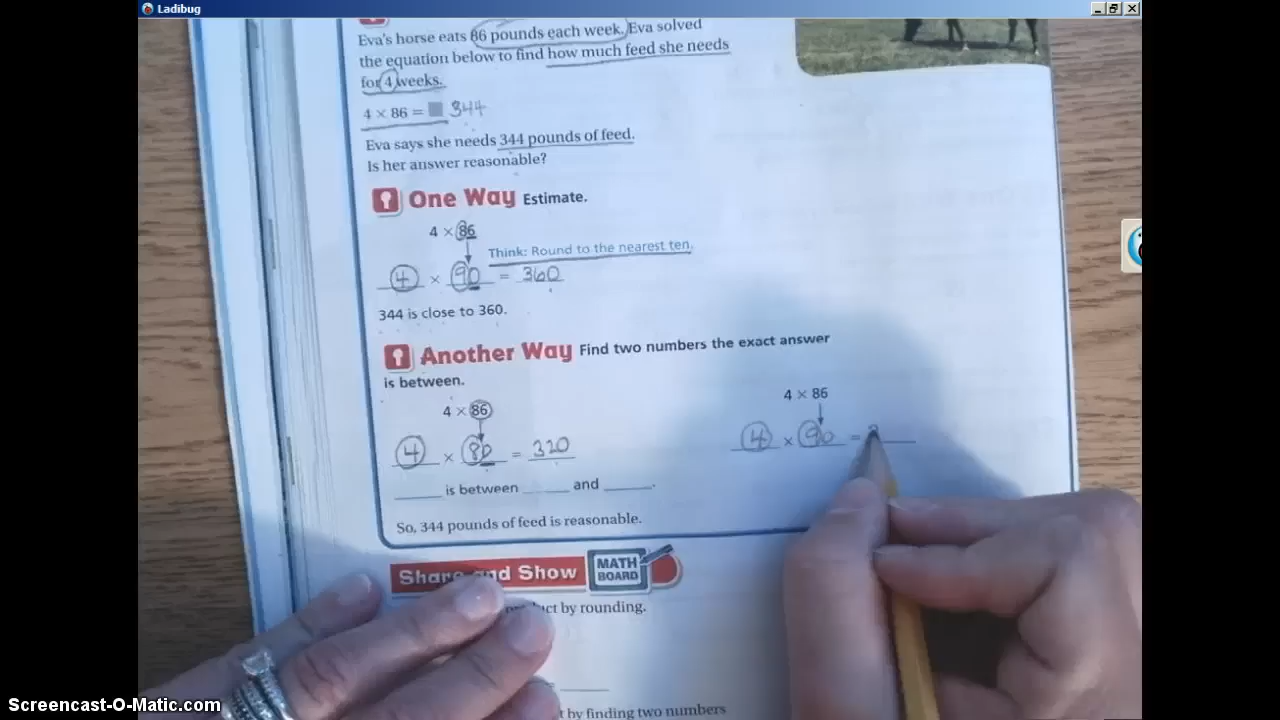 Ladibug
Eva's horse eats 86 pounds each week. Eva solved
the equation below to find how much feed she needs
for 4 weeks.
4 × 86 = ■ 344
Eva says she needs 344 pounds of feed.
Is her answer reasonable?
One Way Estimate.
4 × 86
Think: Round to the nearest ten.
4 × 90 = 360
344 is close to 360.
Another Way Find two numbers the exact answer
is between.
4 × 86
4 × 80 = 320
4 × 86
4 × 90 =
____ is between ____ and ____.
So, 344 pounds of feed is reasonable.
Share and Show MATH
BOARD
by rounding.
by finding two numbers
Screencast-O-Matic.com